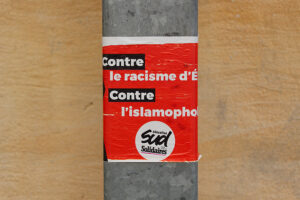 Contre
le racisme d'É
Contre
l'islamopho
Sud
Solidaires